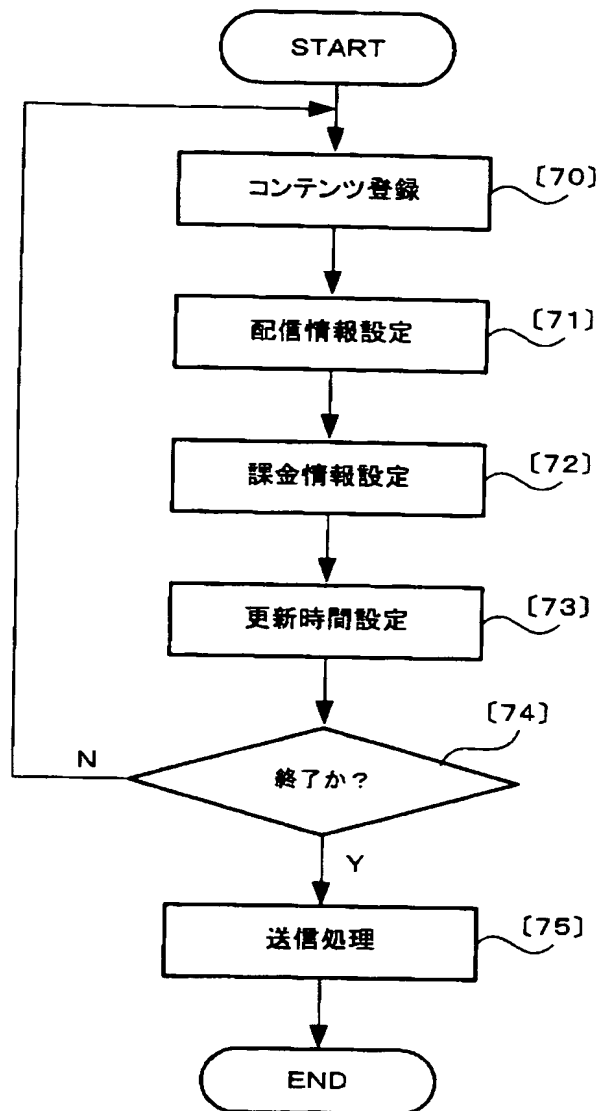 START
コンテンツ登録
〔70〕
配信情報設定
〔71〕
課金情報設定
〔72〕
更新時間設定
〔73〕
〔74〕
終了か？
N
Y
送信処理
〔75〕
END